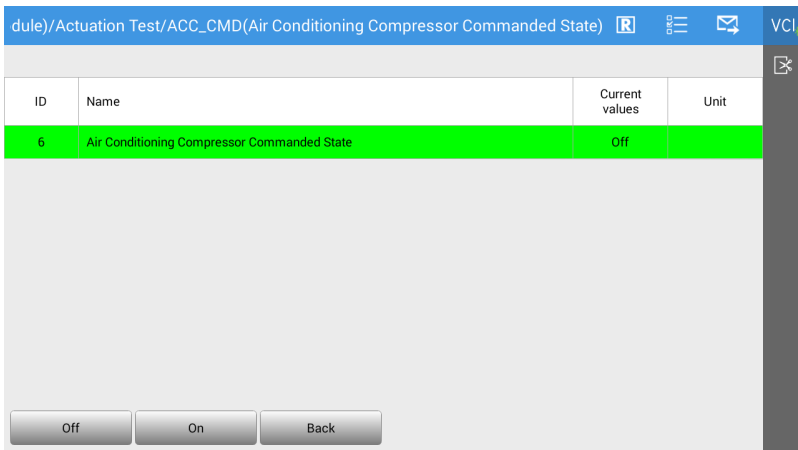 dule)/Actuation Test/ACC_CMD(Air Conditioning Compressor Commanded State) R VCI
ID Name Current values Unit
6 Air Conditioning Compressor Commanded State Off
Off On Back